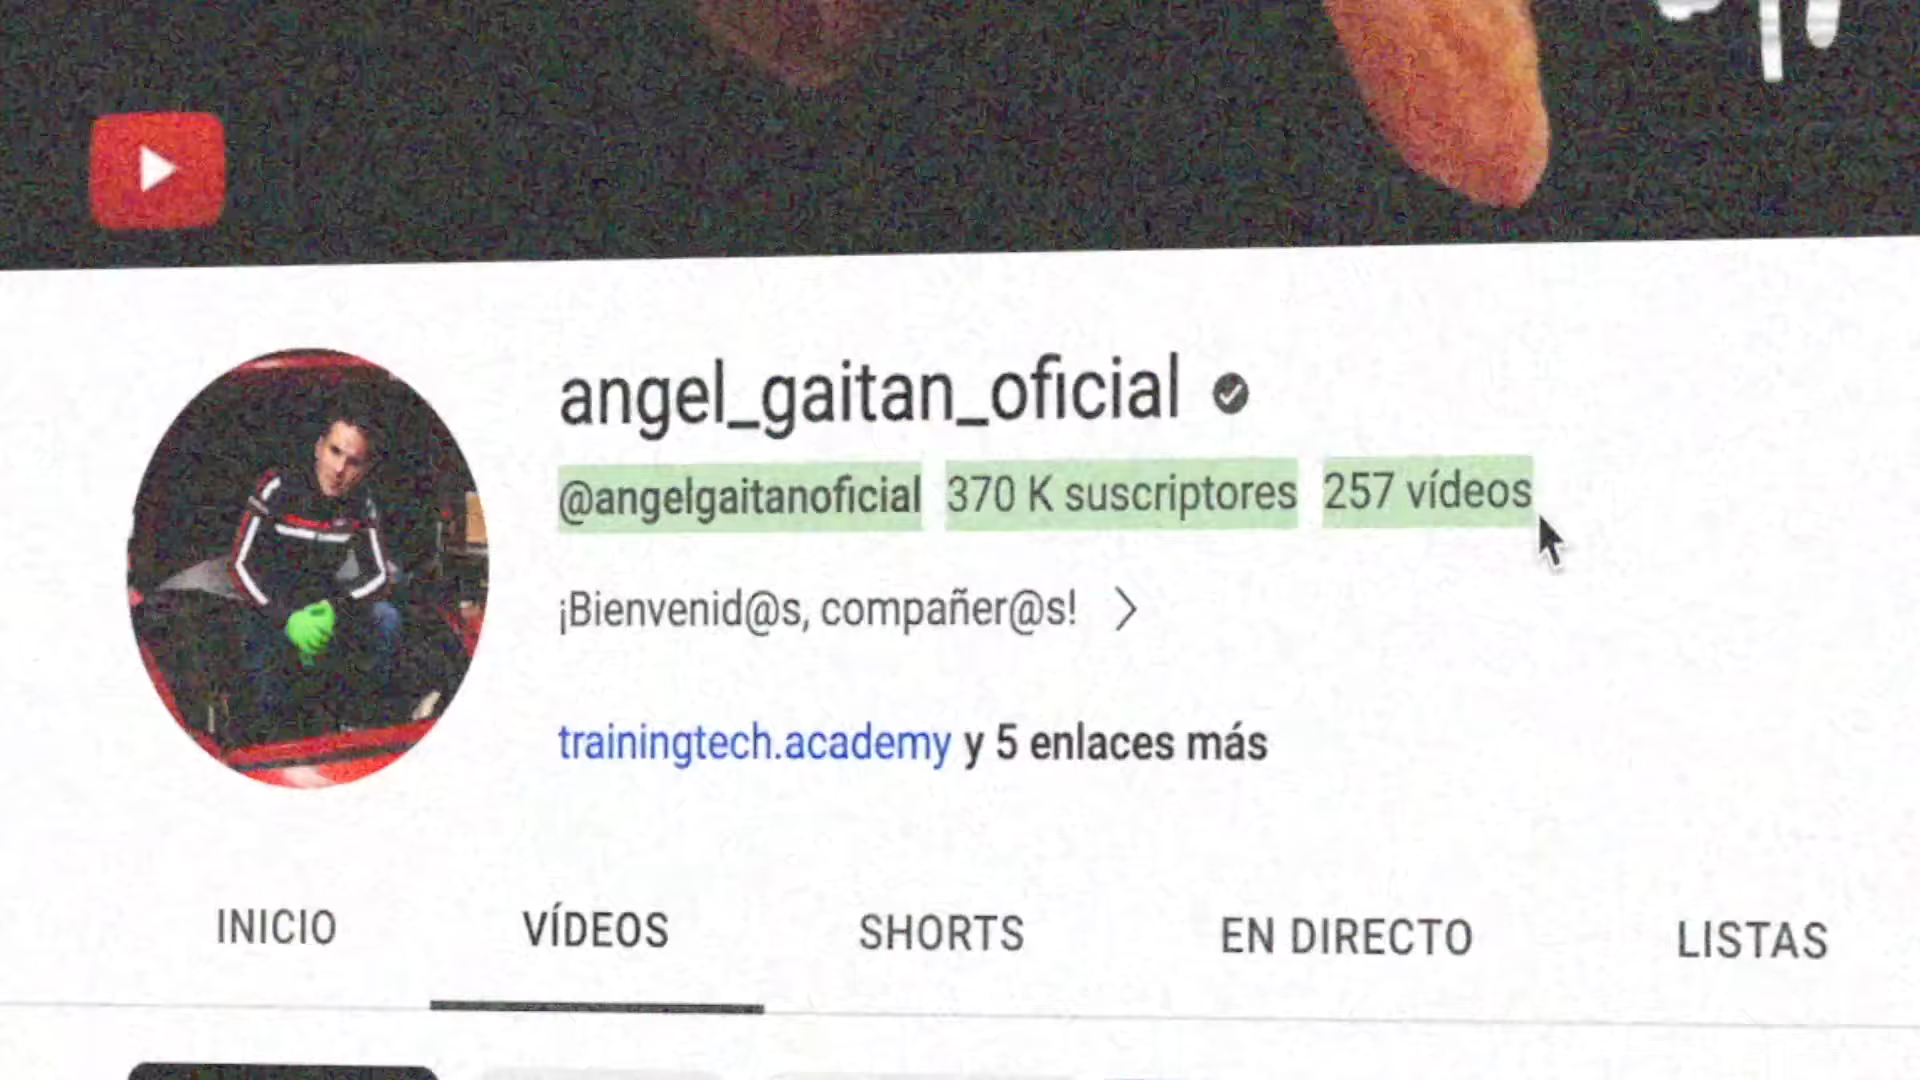 angel_gaitan_oficial
@angelgaitanoficial 370 K suscriptores 257 vídeos
¡Bienvenid@s, compañer@s!
trainingtech.academy y 5 enlaces más
INICIO VÍDEOS SHORTS EN DIRECTO LISTAS